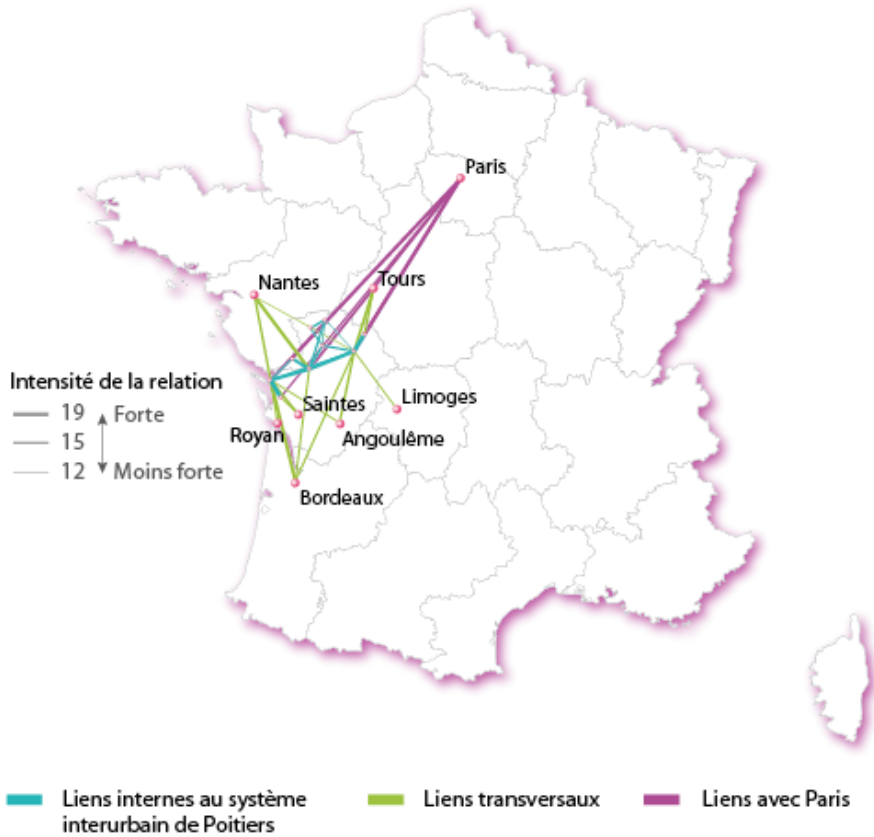 Paris
Nantes
Tours
Intensité de la relation
19 Forte
15
12 Moins forte
Saintes
Limoges
Royan
Angoulême
Bordeaux
Liens internes au système
interurbain de Poitiers
Liens transversaux
Liens avec Paris